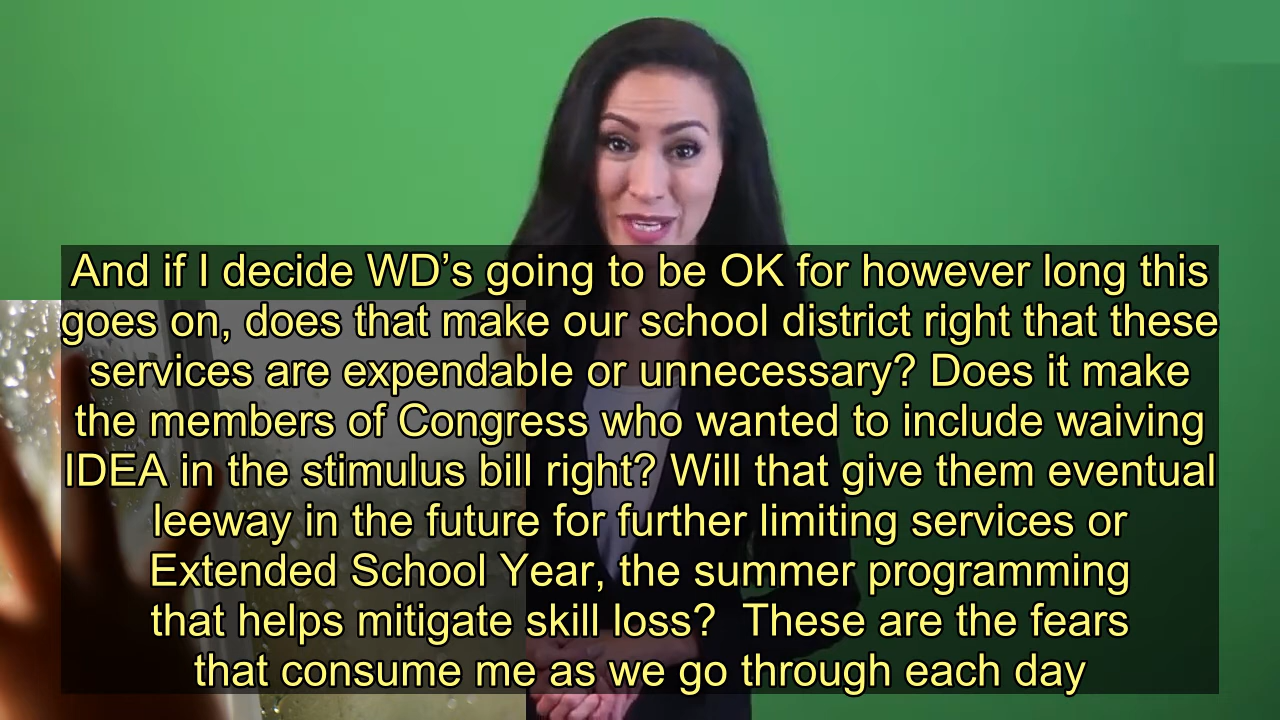 And if I decide WD’s going to be OK for however long this
goes on, does that make our school district right that these
services are expendable or unnecessary? Does it make
the members of Congress who wanted to include waiving
IDEA in the stimulus bill right? Will that give them eventual
leeway in the future for further limiting services or
Extended School Year, the summer programming
that helps mitigate skill loss?  These are the fears
that consume me as we go through each day